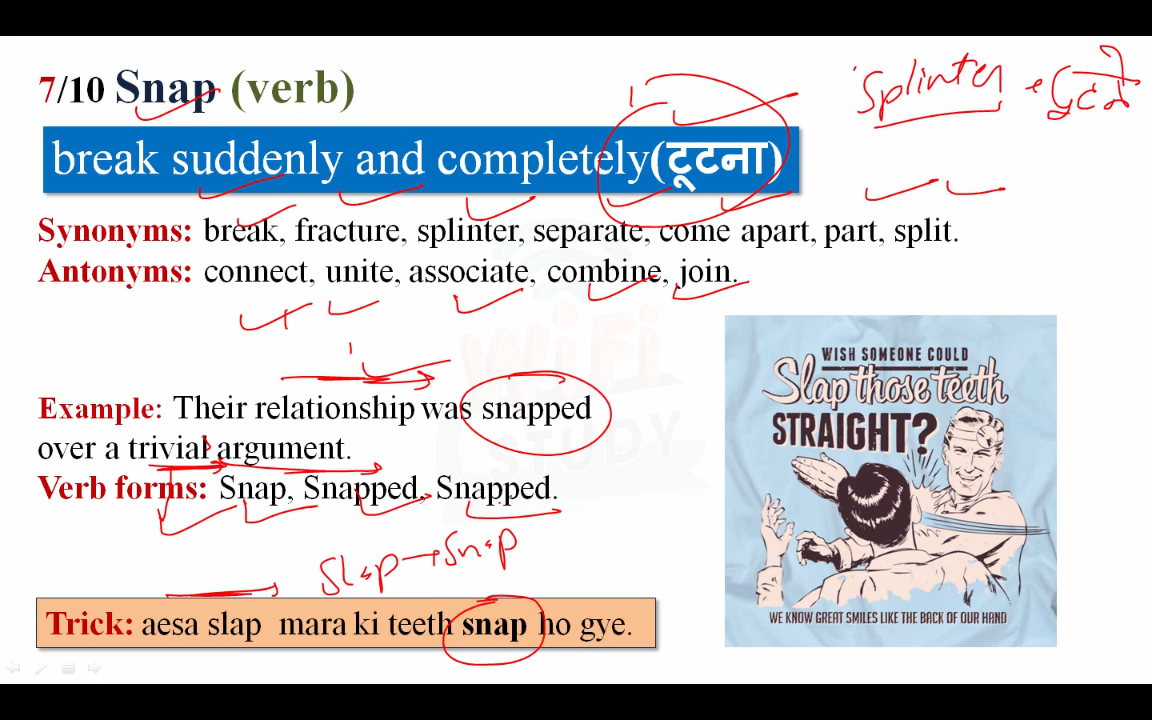 7/10 Snap (verb)
Splinter
break suddenly and completely(टूटना)
Synonyms: break, fracture, splinter, separate, come apart, part, split.
Antonyms: connect, unite, associate, combine, join.
WiFi
STUDY
Example: Their relationship was snapped
over a trivial argument.
Verb forms: Snap, Snapped, Snapped.
Slap → Snap
Trick: aesa slap mara ki teeth snap ho gye.
WISH SOMEONE COULD
Slap those teeth
STRAIGHT?
WE KNOW GREAT SMILES LIKE THE BACK OF OUR HAND